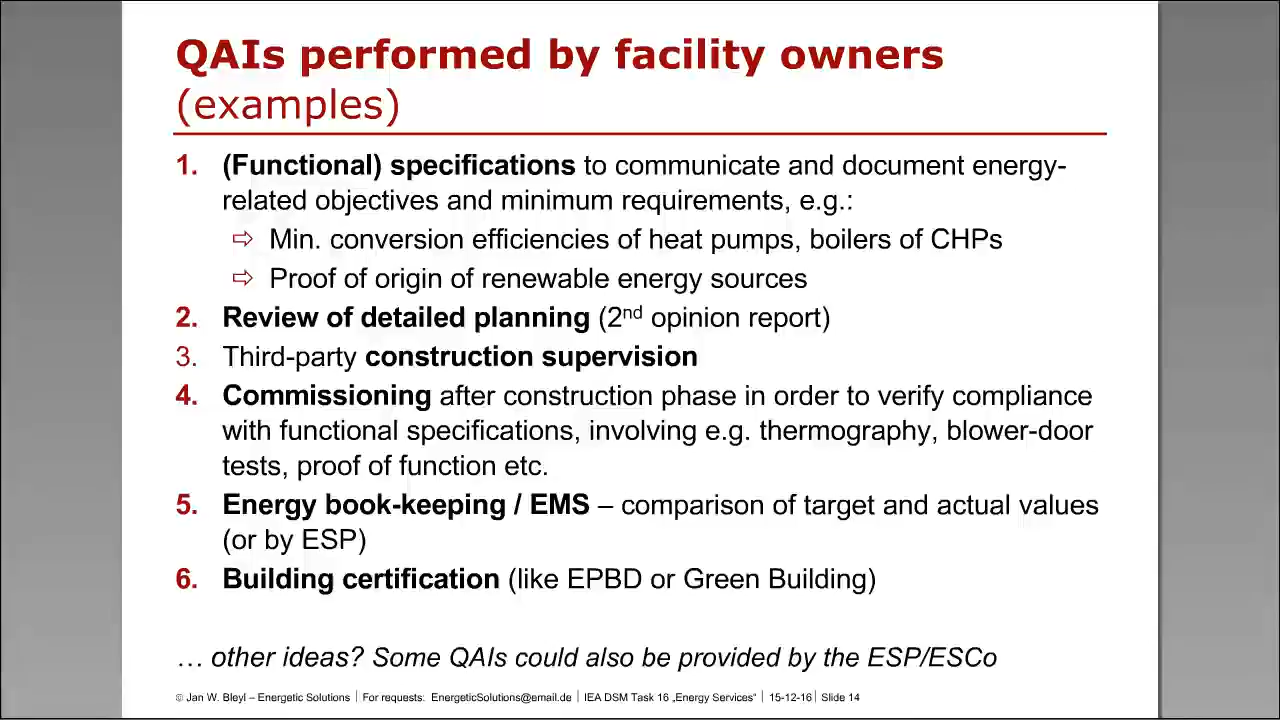 QAIs performed by facility owners
(examples)
1. (Functional) specifications to communicate and document energy-
related objectives and minimum requirements, e.g.:
⇨ Min. conversion efficiencies of heat pumps, boilers of CHPs
⇨ Proof of origin of renewable energy sources
2. Review of detailed planning (2nd opinion report)
3. Third-party construction supervision
4. Commissioning after construction phase in order to verify compliance
with functional specifications, involving e.g. thermography, blower-door
tests, proof of function etc.
5. Energy book-keeping / EMS – comparison of target and actual values
(or by ESP)
6. Building certification (like EPBD or Green Building)
… other ideas? Some QAIs could also be provided by the ESP/ESCo
© Jan W. Bleyl – Energetic Solutions | For requests: EnergeticSolutions@email.de | IEA DSM Task 16 „Energy Services“ | 15-12-16 | Slide 14